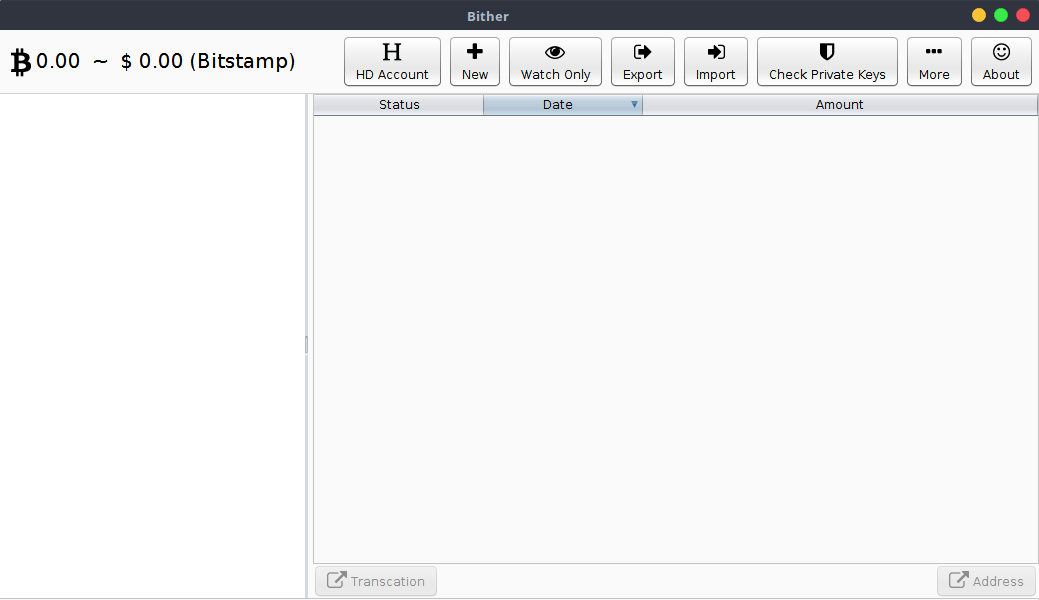 Bither
0.00 ~ $ 0.00 (Bitstamp)
HD Account
New
Watch Only
Export
Import
Check Private Keys
More
About
Status
Date
Amount
Transcation
Address